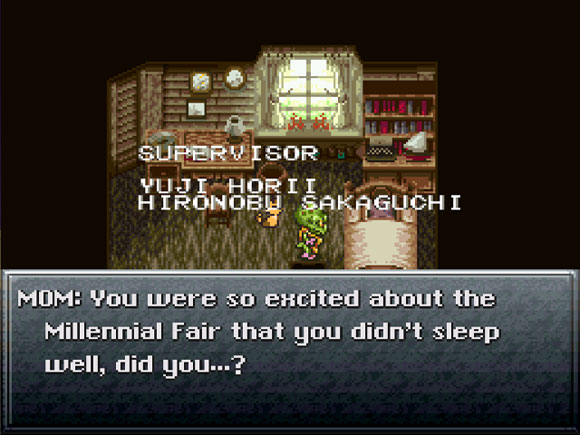 SUPERVISOR
YUJI HORII
HIRONOBU SAKAGUCHI
MOM: You were so excited about the
Millennial Fair that you didn't sleep
well, did you...?